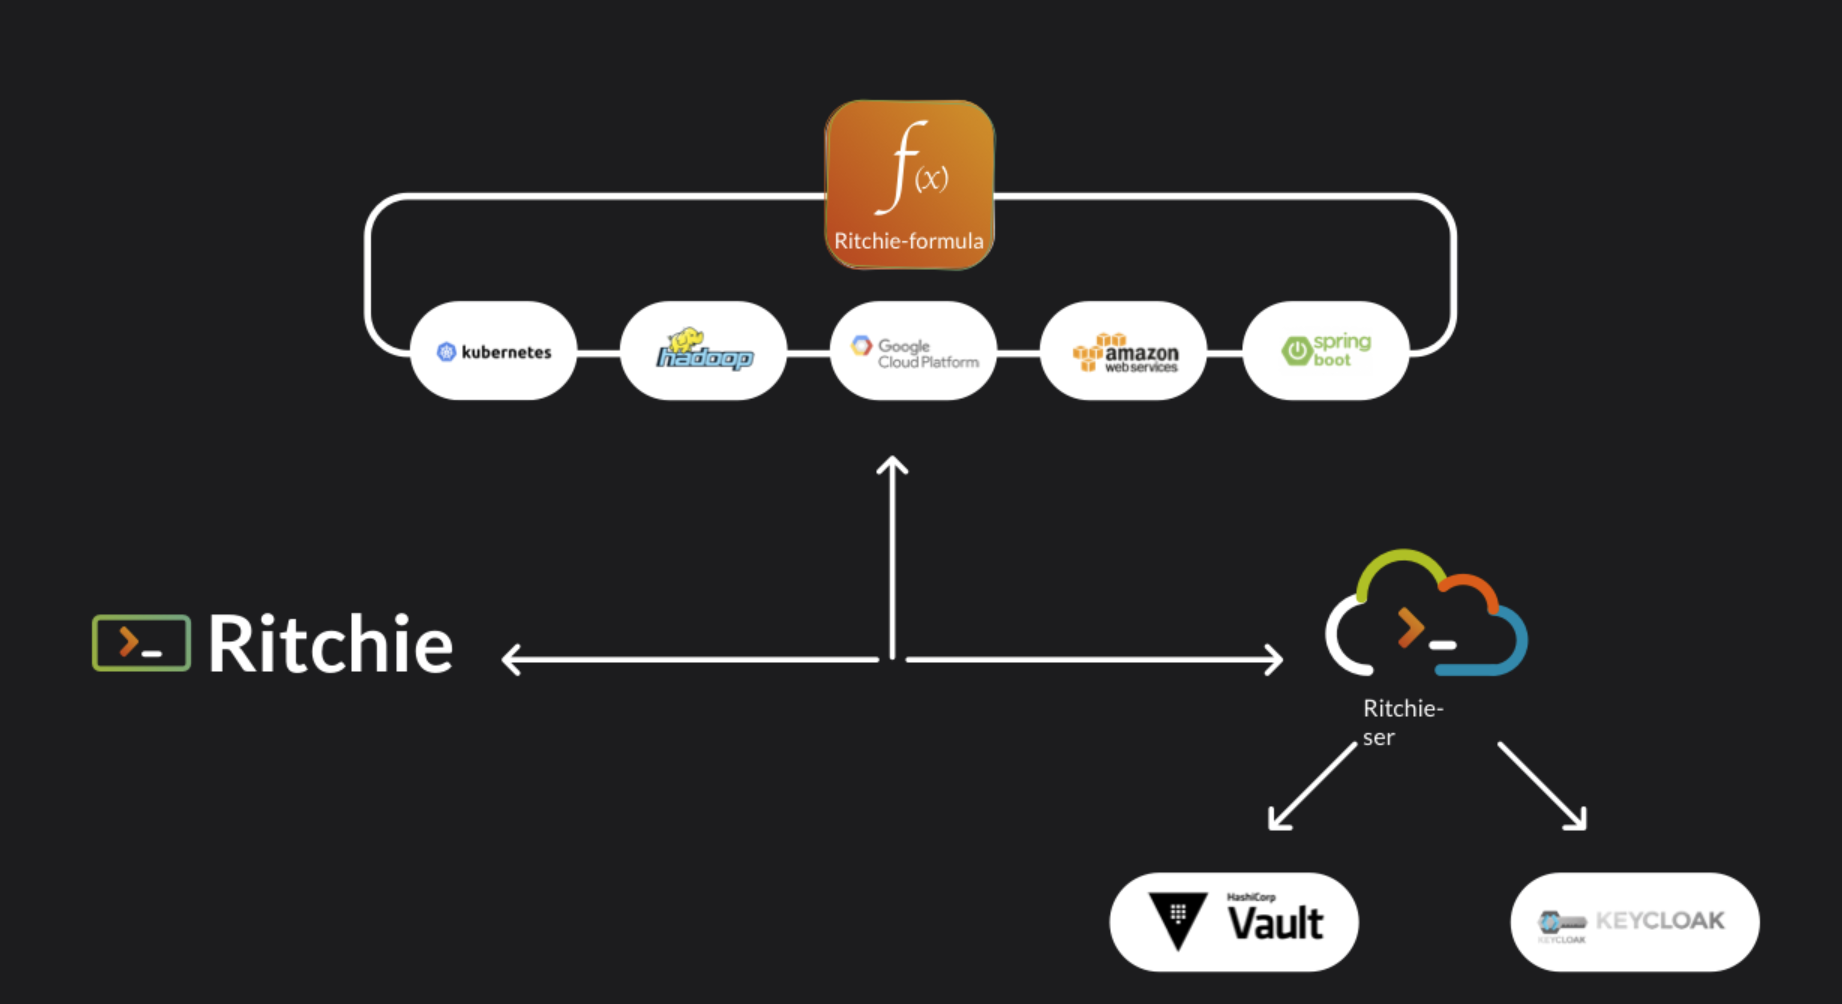 f(x)
Ritchie-formula
kubernetes
hadoop
Google
Cloud Platform
amazon
web services
spring
boot
>_ Ritchie
>_
Ritchie-
ser
HashiCorp
Vault
KEYCLOAK
KEYCLOAK